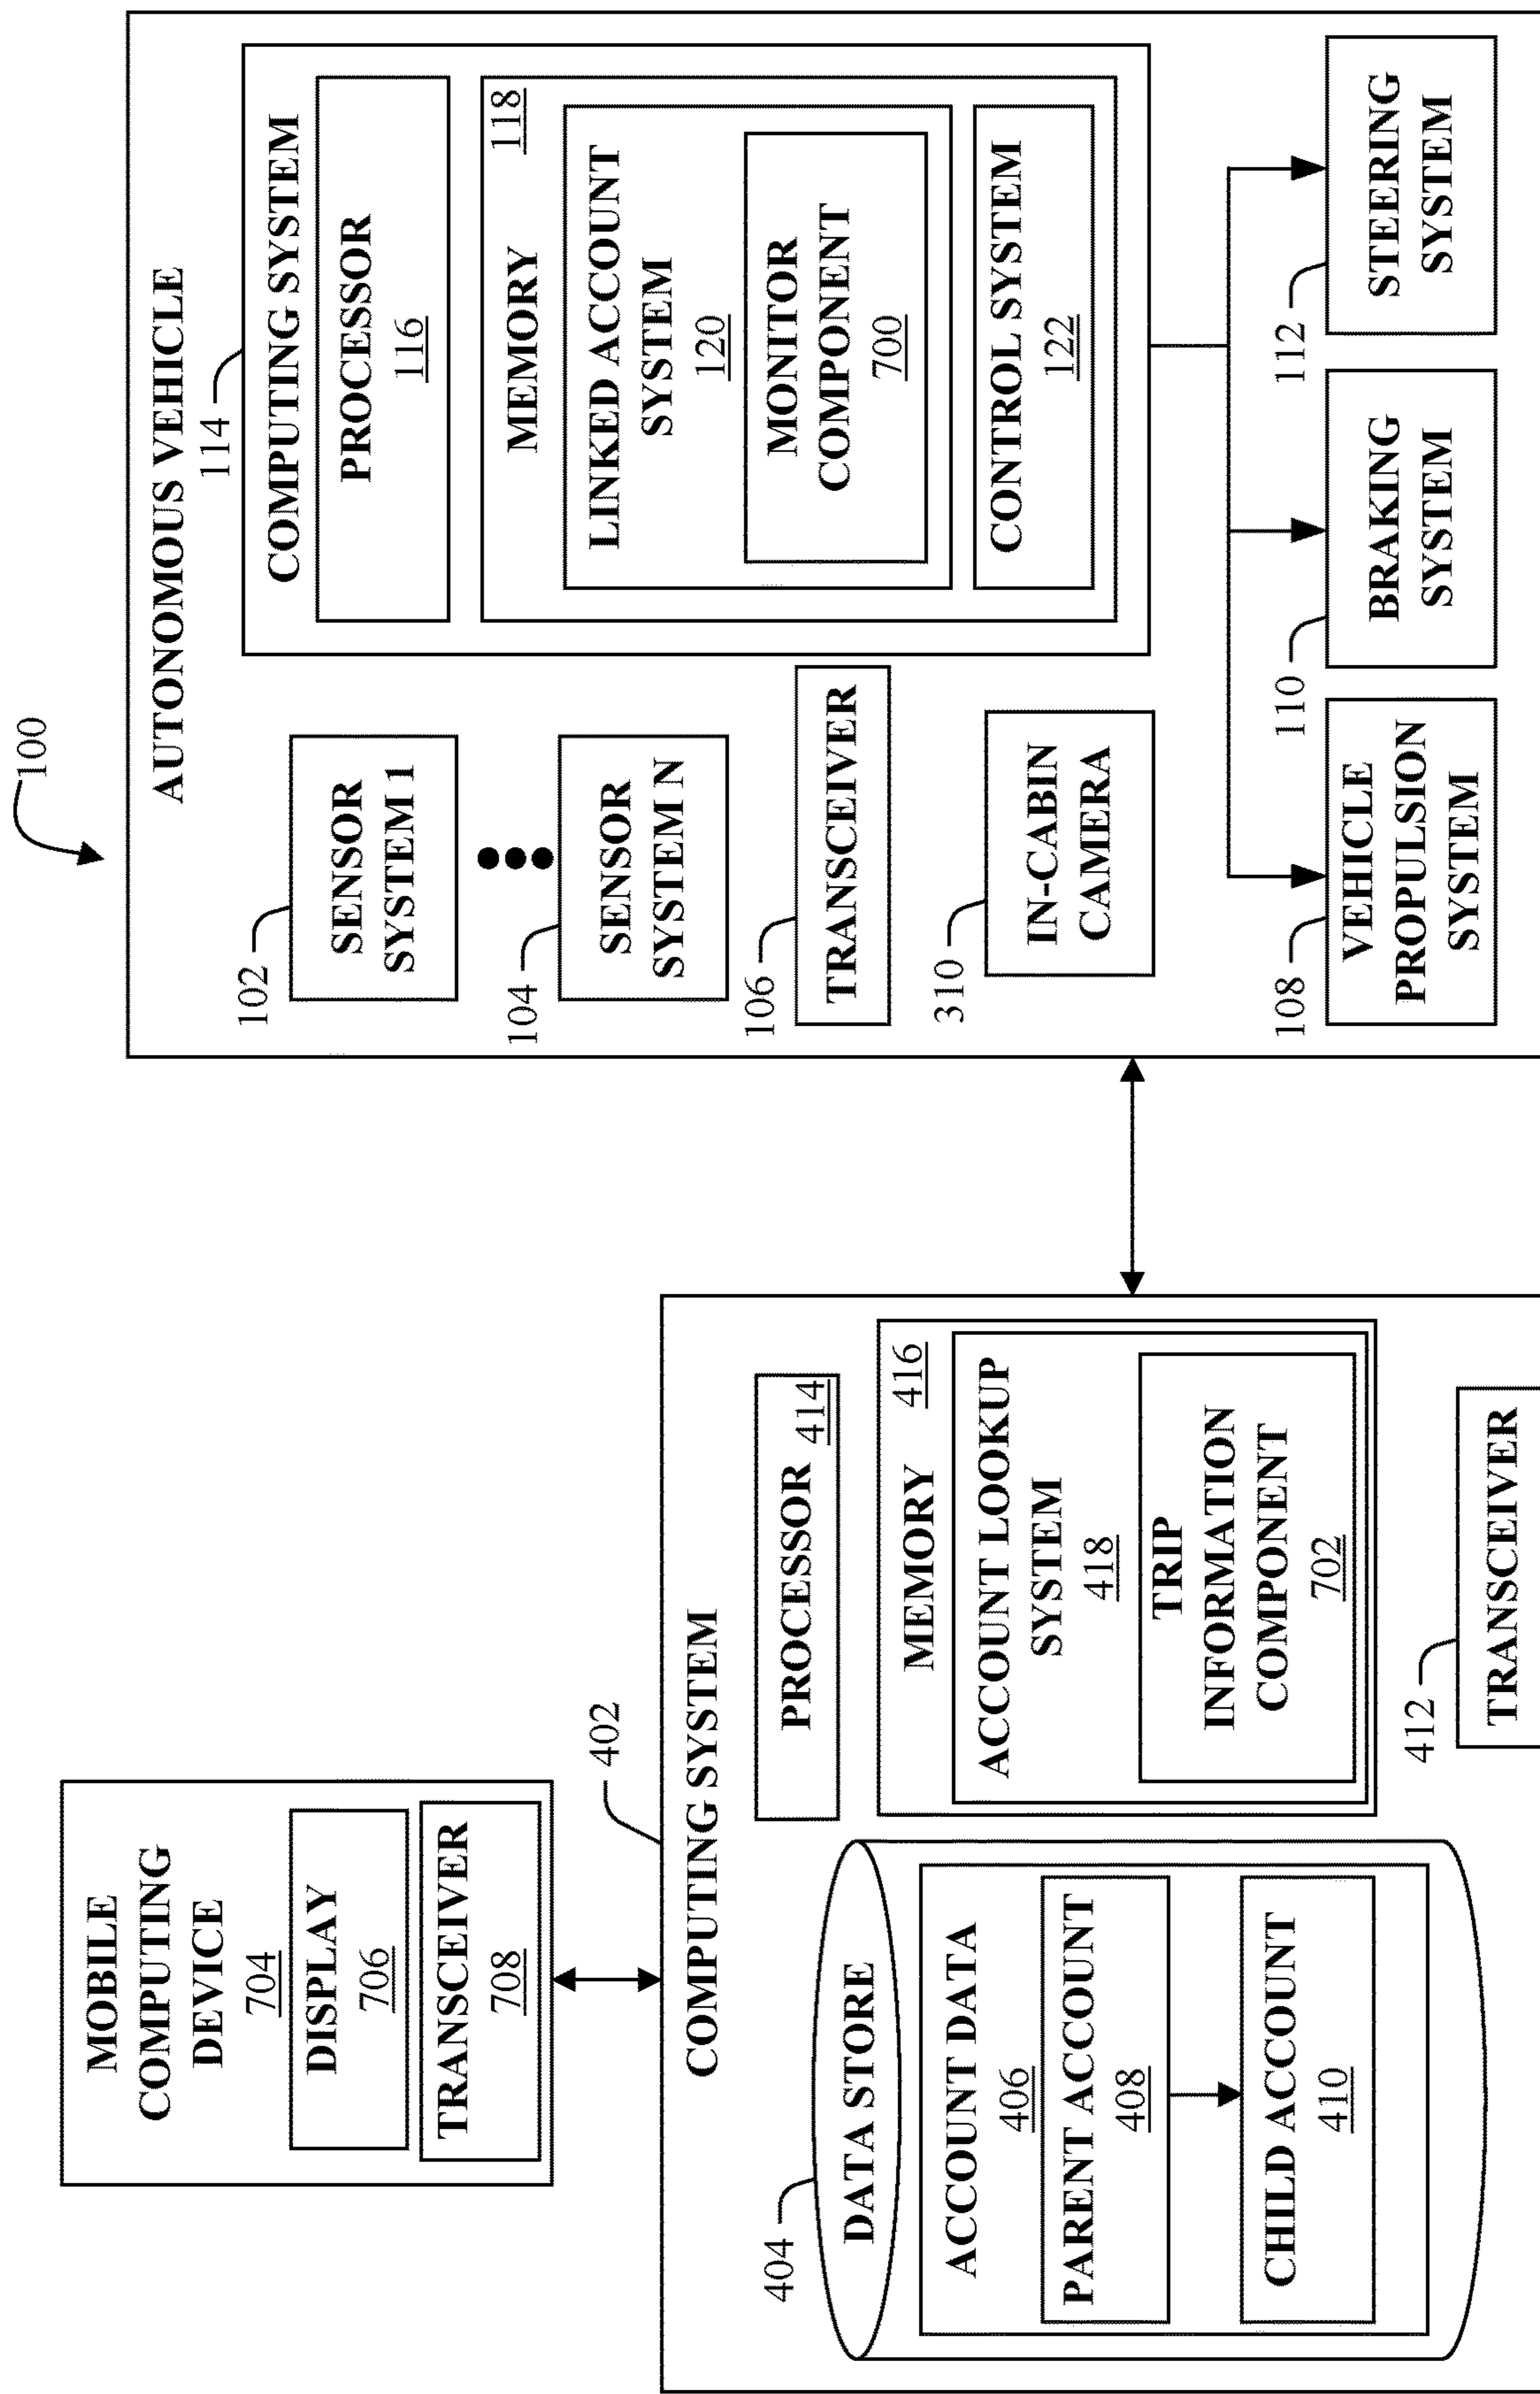 MOBILE
COMPUTING
DEVICE
704
DISPLAY
706
TRANSCEIVER
708
402
COMPUTING SYSTEM
404
DATA STORE
ACCOUNT DATA
406
PARENT ACCOUNT
408
CHILD ACCOUNT
410
PROCESSOR
414
MEMORY
416
ACCOUNT LOOKUP
SYSTEM
418
TRIP
INFORMATION
COMPONENT
702
412
TRANSCEIVER
100
AUTONOMOUS VEHICLE
102
SENSOR
SYSTEM 1
104
SENSOR
SYSTEM N
106
TRANSCEIVER
310
IN-CABIN
CAMERA
114
COMPUTING SYSTEM
PROCESSOR
116
MEMORY
118
LINKED ACCOUNT
SYSTEM
120
MONITOR
COMPONENT
700
CONTROL SYSTEM
122
108
VEHICLE
PROPULSION
SYSTEM
110
BRAKING
SYSTEM
112
STEERING
SYSTEM